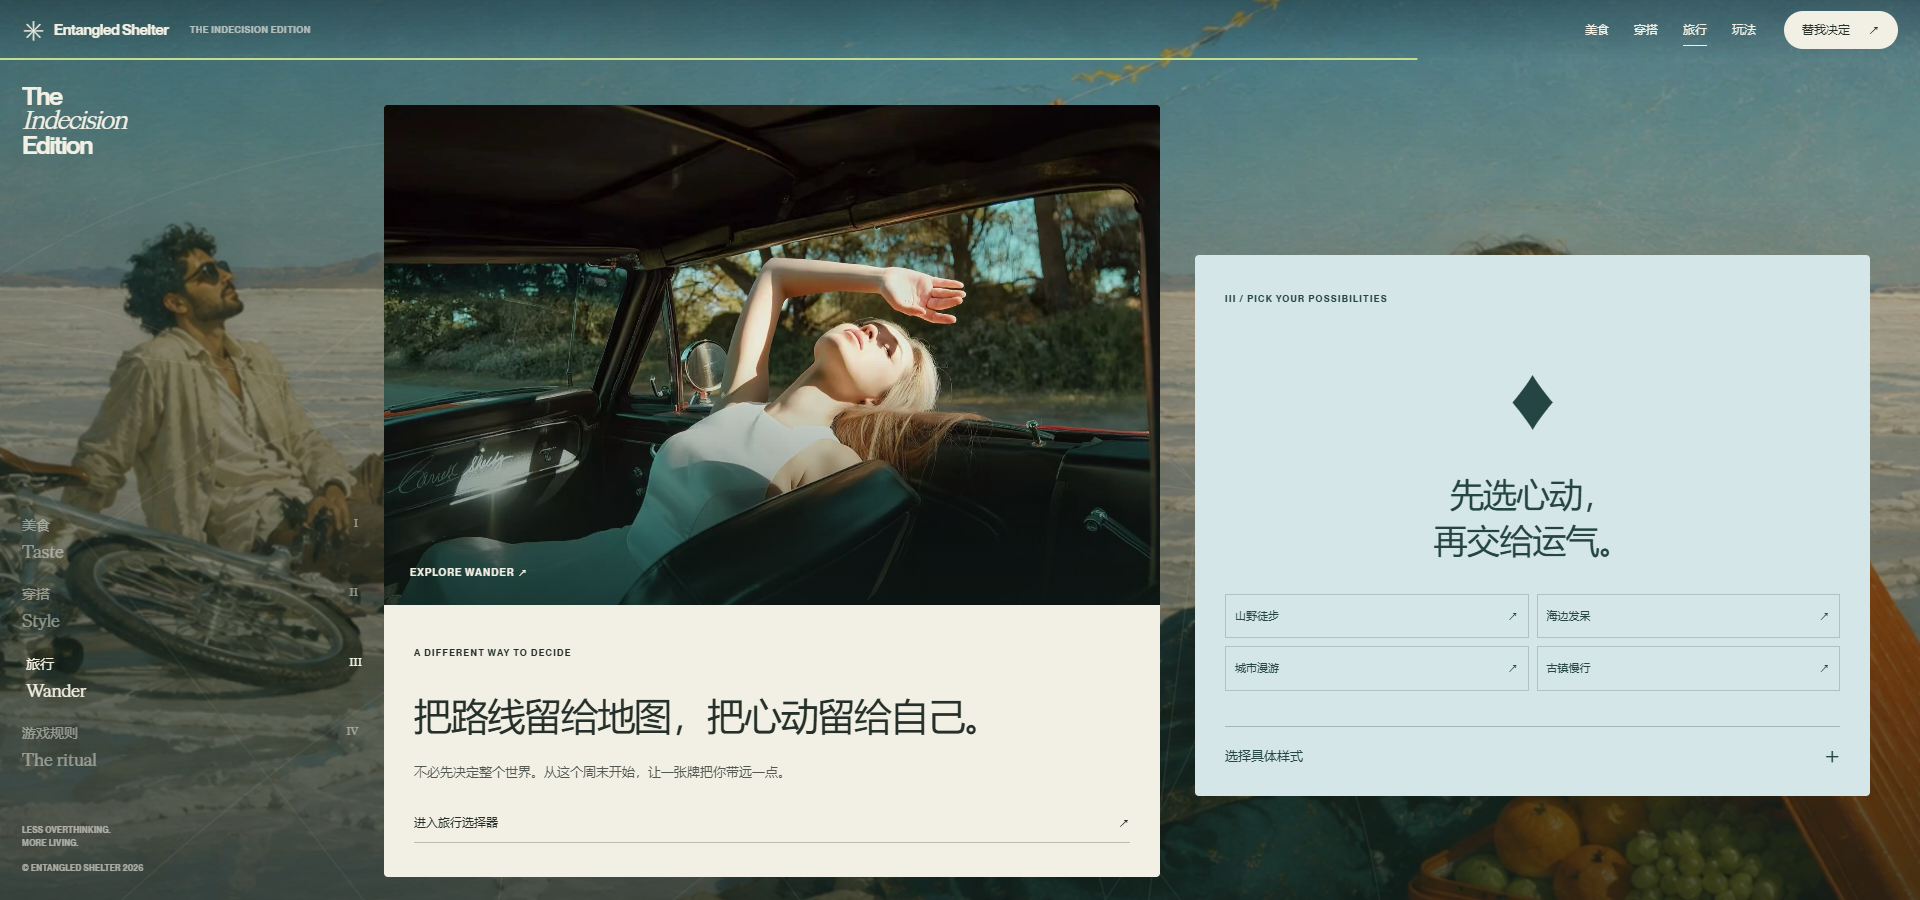 Entangled Shelter
THE INDECISION EDITION
美食
穿搭
旅行
玩法
替我决定 ↗
The
Indecision
Edition
美食 I
Taste
穿搭 II
Style
旅行 III
Wander
游戏规则 IV
The ritual
LESS OVERTHINKING.
MORE LIVING.
© ENTANGLED SHELTER 2026
EXPLORE WANDER ↗
A DIFFERENT WAY TO DECIDE
把路线留给地图，把心动留给自己。
不必先决定整个世界。从这个周末开始，让一张牌把你带远一点。
进入旅行选择器 ↗
III / PICK YOUR POSSIBILITIES
先选心动，
再交给运气。
山野徒步 ↗
海边发呆 ↗
城市漫游 ↗
古镇慢行 ↗
选择具体样式 +